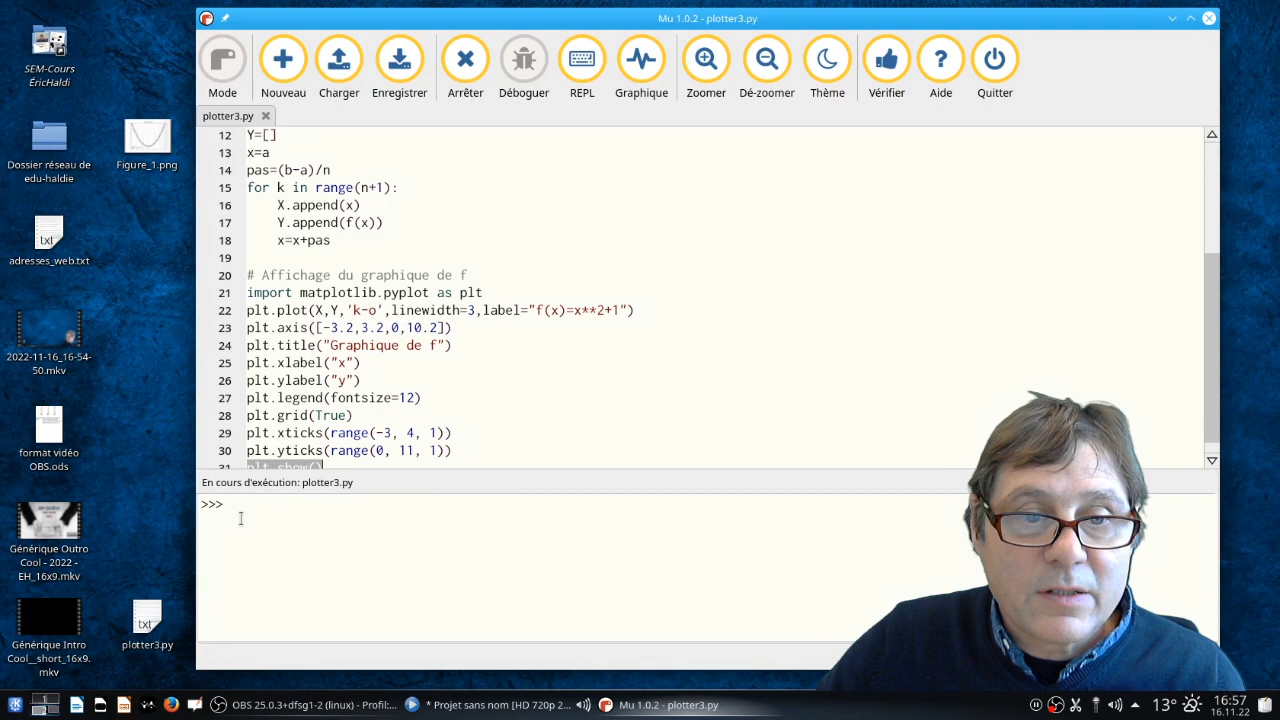 Mu 1.0.2 - plotter3.py
Mode
Nouveau
Charger
Enregistrer
Arrêter
Déboguer
REPL
Graphique
Zoomer
Dé-zoomer
Thème
Vérifier
Aide
Quitter
plotter3.py
12 Y=[]
13 x=a
14 pas=(b-a)/n
15 for k in range(n+1):
16 X.append(x)
17 Y.append(f(x))
18 x=x+pas
19
20 # Affichage du graphique de f
21 import matplotlib.pyplot as plt
22 plt.plot(X,Y,'k-o',linewidth=3,label="f(x)=x**2+1")
23 plt.axis([-3.2,3.2,0,10.2])
24 plt.title("Graphique de f")
25 plt.xlabel("x")
26 plt.ylabel("y")
27 plt.legend(fontsize=12)
28 plt.grid(True)
29 plt.xticks(range(-3, 4, 1))
30 plt.yticks(range(0, 11, 1))
31 plt.show()
En cours d'exécution: plotter3.py
>>>
SEM-Cours
ÉricHaldi
Dossier réseau de
edu-haldie
Figure_1.png
txt
adresses_web.txt
2022-11-16_16-54-
50.mkv
format vidéo
OBS.ods
Générique Outro
Cool - 2022 -
EH_16x9.mkv
Générique Intro
Cool__short_16x9.
mkv
txt
plotter3.py
1
OBS 25.0.3+dfsg1-2 (linux) - Profil:...
* Projet sans nom [HD 720p 2...
Mu 1.0.2 - plotter3.py
13°
16:57
16.11.22